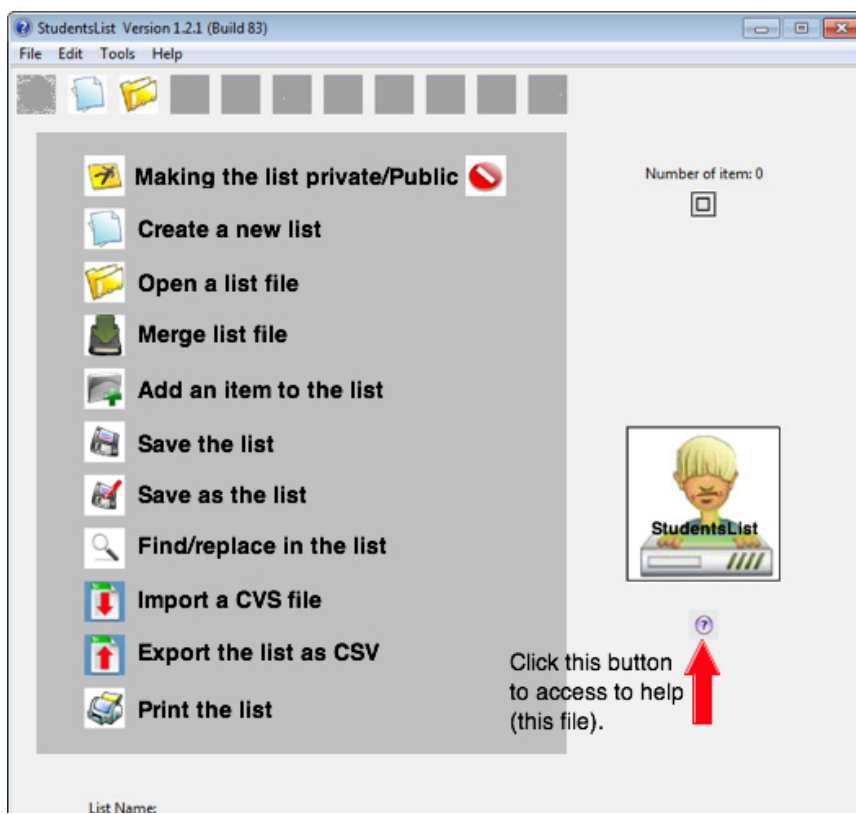 StudentsList Version 1.2.1 (Build 83)
File Edit Tools Help
Making the list private/Public
Number of item: 0
Create a new list
Open a list file
Merge list file
Add an item to the list
Save the list
Save as the list
StudentsList
Find/replace in the list
Import a CVS file
Export the list as CSV
Print the list
Click this button
to access to help
(this file).
List Name: